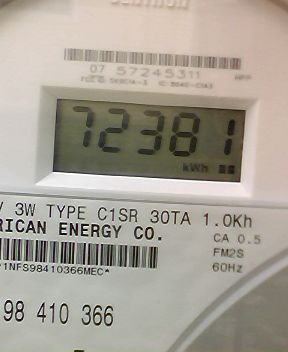 07 57245311
72381
kWh
V 3W TYPE C1SR 30TA 1.0Kh
RICAN ENERGY CO.
CA 0.5
FM2S
60Hz
98 410 366